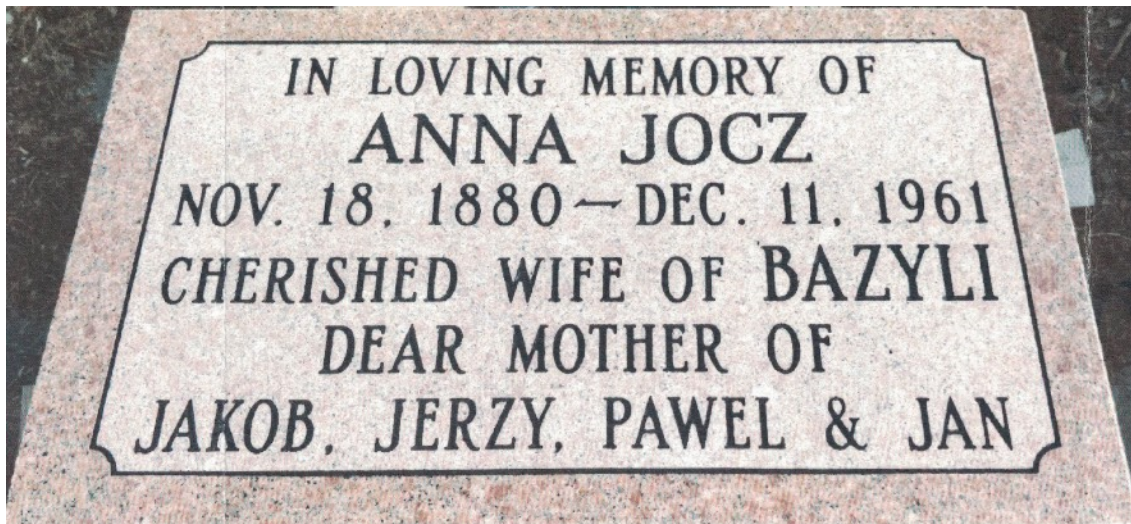 IN LOVING MEMORY OF
ANNA JOCZ
NOV. 18, 1880 — DEC. 11, 1961
CHERISHED WIFE OF BAZYLI
DEAR MOTHER OF
JAKOB, JERZY, PAWEL & JAN